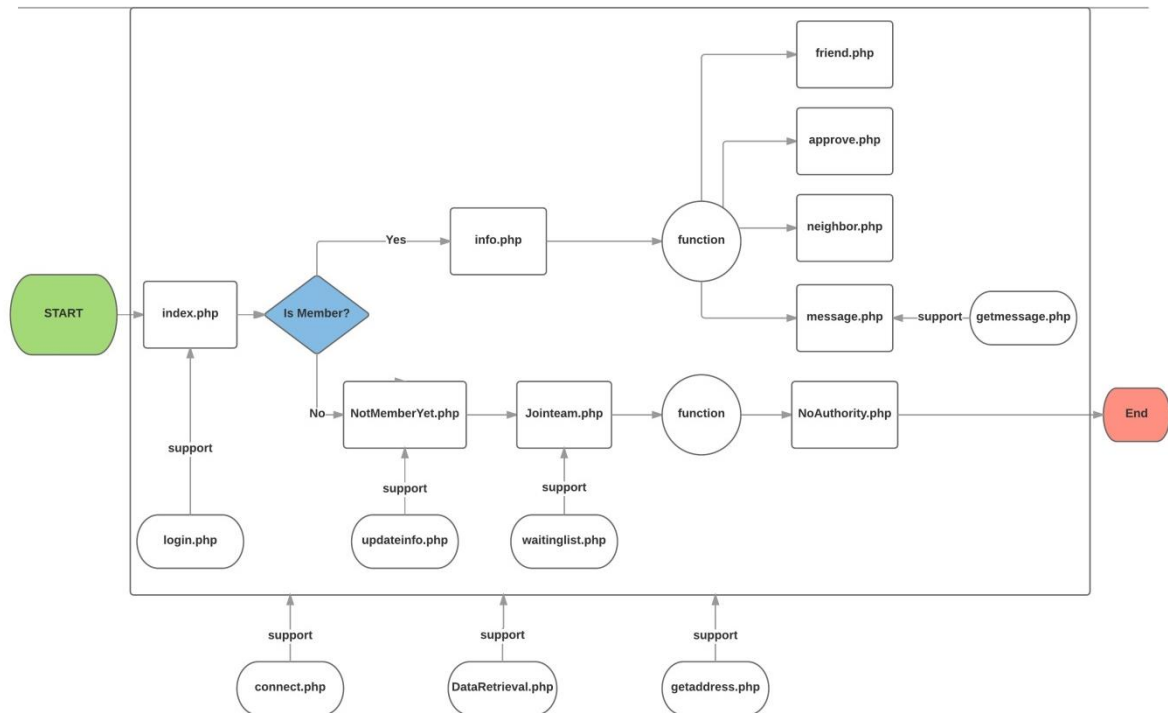 friend.php
approve.php
neighbor.php
Yes
info.php
function
START
index.php
Is Member?
message.php
support
getmessage.php
No
NotMemberYet.php
Jointeam.php
function
NoAuthority.php
End
support
support
support
login.php
updateinfo.php
waitinglist.php
support
support
support
connect.php
DataRetrieval.php
getaddress.php